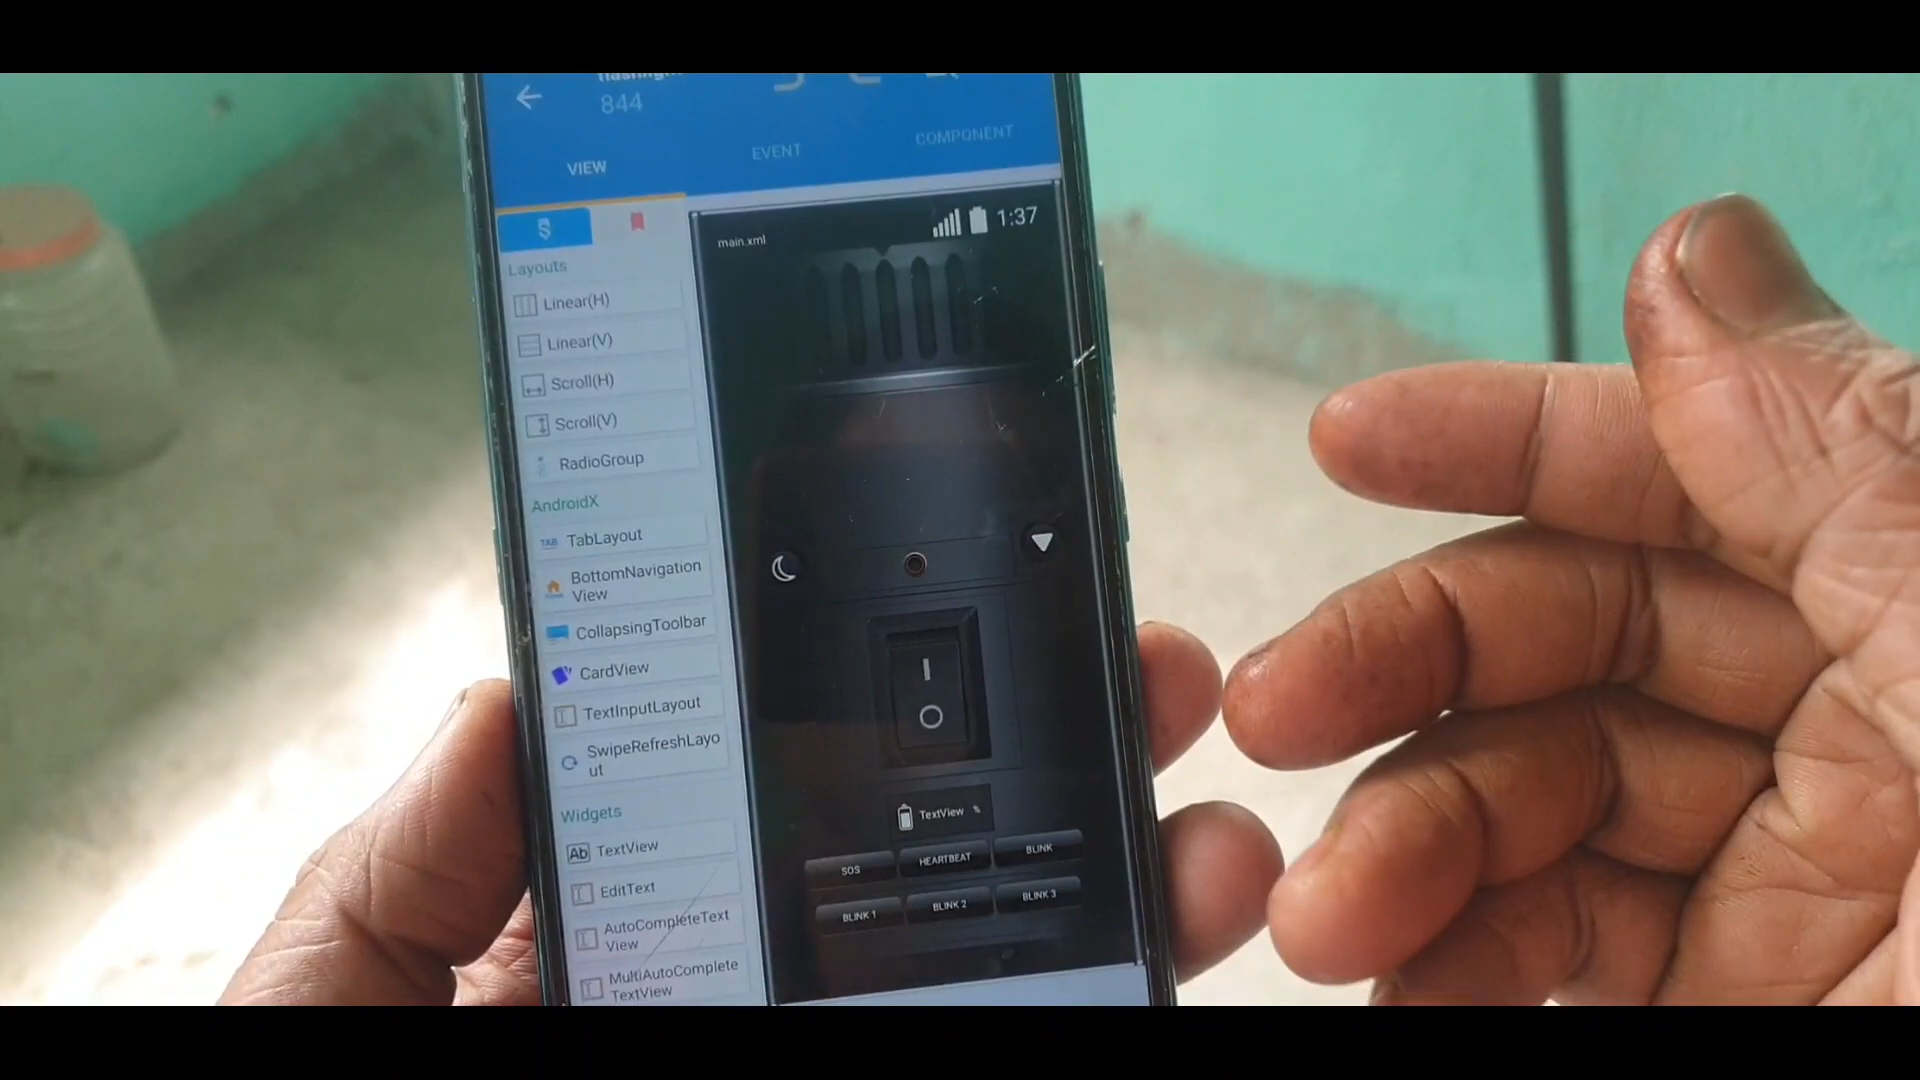 844
VIEW
EVENT
COMPONENT
main.xml
1:37
Layouts
Linear(H)
Linear(V)
Scroll(H)
Scroll(V)
RadioGroup
AndroidX
TAB TabLayout
BottomNavigation
View
CollapsingToolbar
CardView
TextInputLayout
SwipeRefreshLayo
ut
Widgets
Ab TextView
EditText
AutoCompleteText
View
MultiAutoComplete
TextView
TextView %
SOS
HEARTBEAT
BLINK
BLINK 1
BLINK 2
BLINK 3